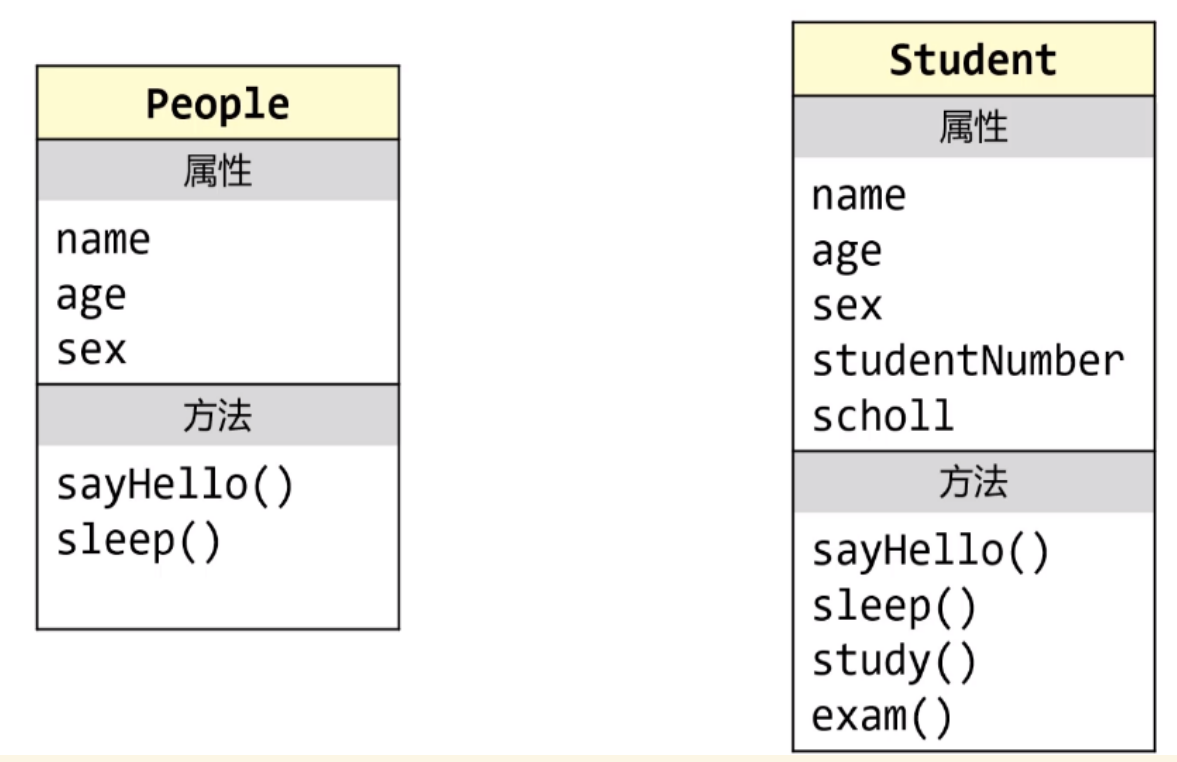 People
属性
name
age
sex
方法
sayHello()
sleep()
Student
属性
name
age
sex
studentNumber
scholl
方法
sayHello()
sleep()
study()
exam()